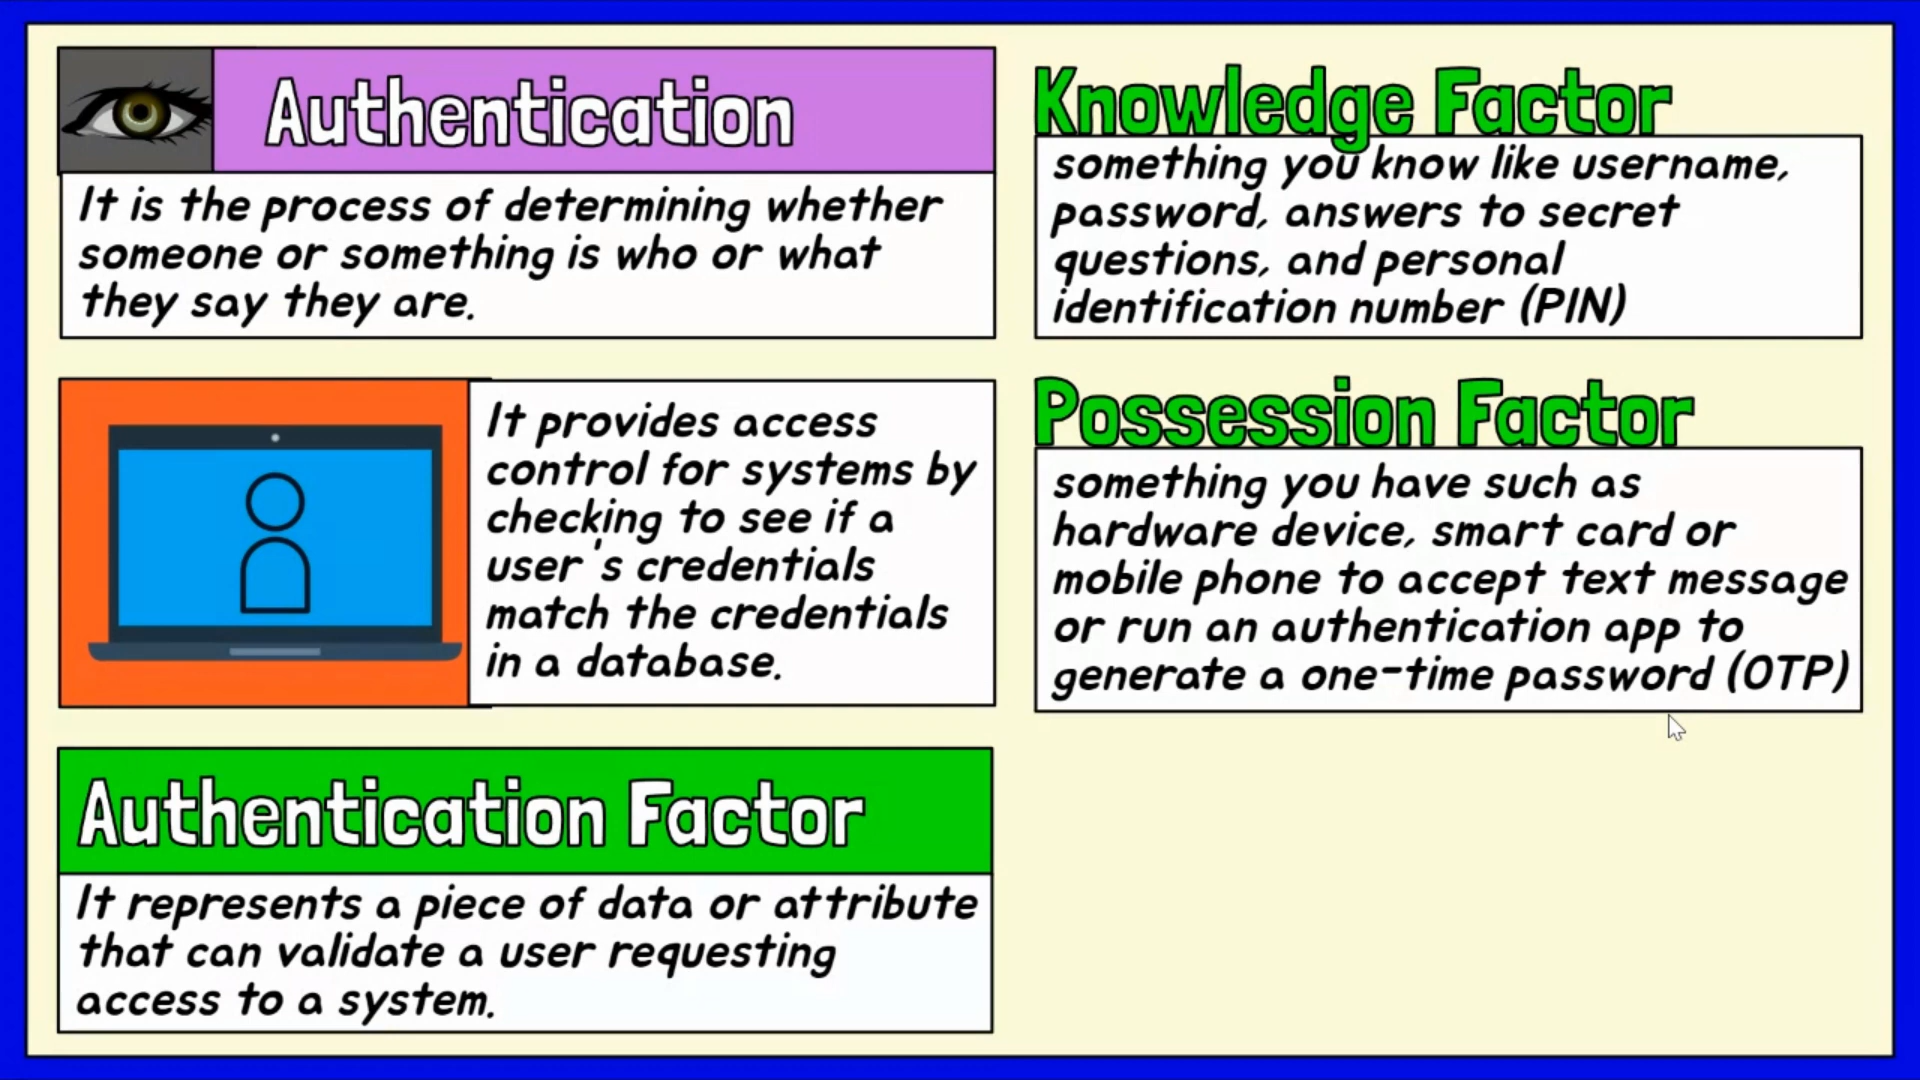 Authentication
It is the process of determining whether
someone or something is who or what
they say they are.
It provides access
control for systems by
checking to see if a
user's credentials
match the credentials
in a database.
Authentication Factor
It represents a piece of data or attribute
that can validate a user requesting
access to a system.
Knowledge Factor
something you know like username,
password, answers to secret
questions, and personal
identification number (PIN)
Possession Factor
something you have such as
hardware device, smart card or
mobile phone to accept text message
or run an authentication app to
generate a one-time password (OTP)